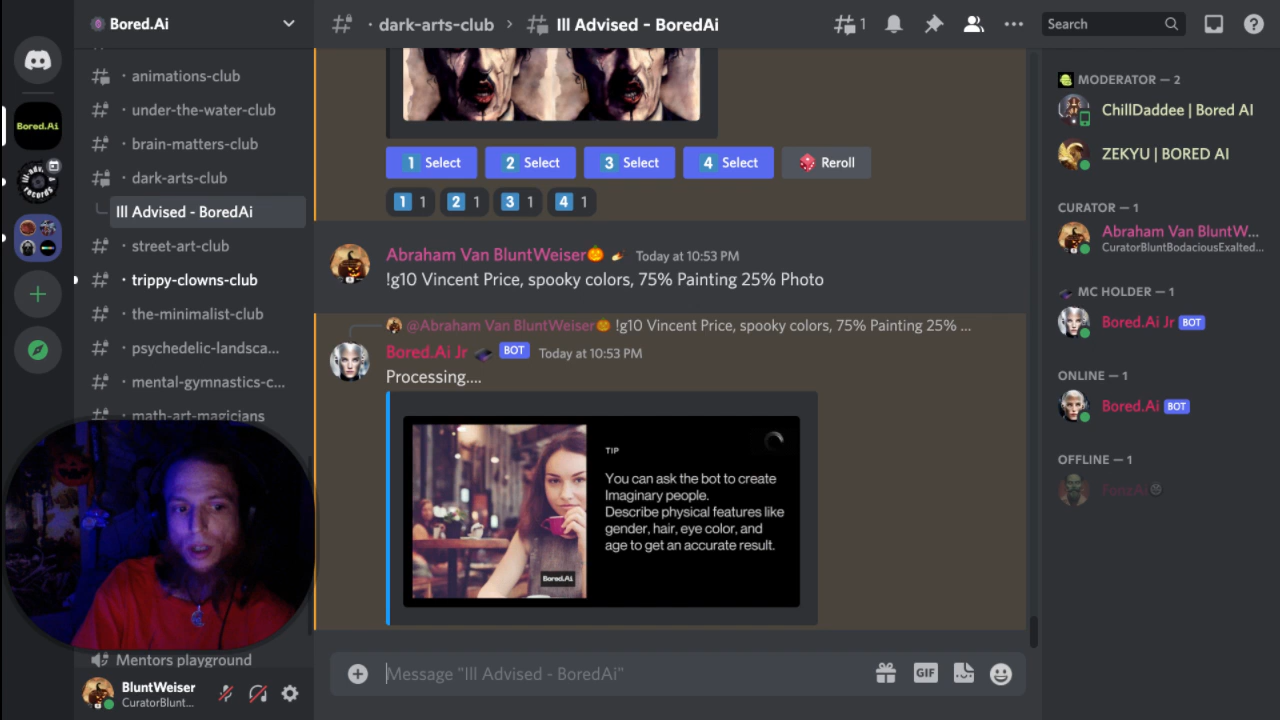 Bored.Ai
· animations-club
· under-the-water-club
· brain-matters-club
· dark-arts-club
Ill Advised - BoredAi
· street-art-club
· trippy-clowns-club
· the-minimalist-club
· psychedelic-landsca...
· mental-gymnastics-c...
· math-art-magicians
Mentors playground
BluntWeiser
CuratorBlunt...
Bored.Ai
· dark-arts-club > Ill Advised - BoredAi
1
Search
1 Select
2 Select
3 Select
4 Select
Reroll
1 1
2 1
3 1
4 1
Abraham Van BluntWeiser Today at 10:53 PM
!g10 Vincent Price, spooky colors, 75% Painting 25% Photo
@Abraham Van BluntWeiser !g10 Vincent Price, spooky colors, 75% Painting 25% ...
Bored.Ai Jr BOT Today at 10:53 PM
Processing....
TIP
You can ask the bot to create
Imaginary people.
Describe physical features like
gender, hair, eye color, and
age to get an accurate result.
Bored.Ai
Message "Ill Advised - BoredAi"
GIF
MODERATOR — 2
ChillDaddee | Bored AI
ZEKYU | BORED AI
CURATOR — 1
Abraham Van BluntW...
CuratorBluntBodaciousExalted...
MC HOLDER — 1
Bored.Ai Jr BOT
ONLINE — 1
Bored.Ai BOT
OFFLINE — 1
FonxAi